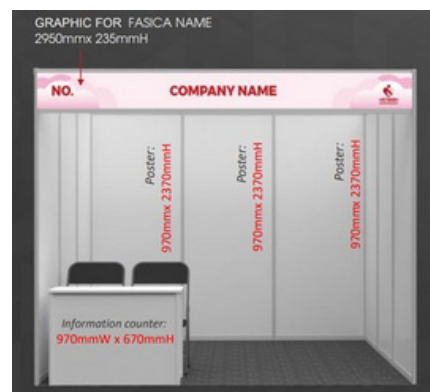 GRAPHIC FOR FASICA NAME
2950mmx 235mmH
NO.
COMPANY NAME
Poster:
970mmx 2370mmH
Poster:
970mmx 2370mmH
Poster:
970mmx 2370mmH
Information counter:
970mmW x 670mmH